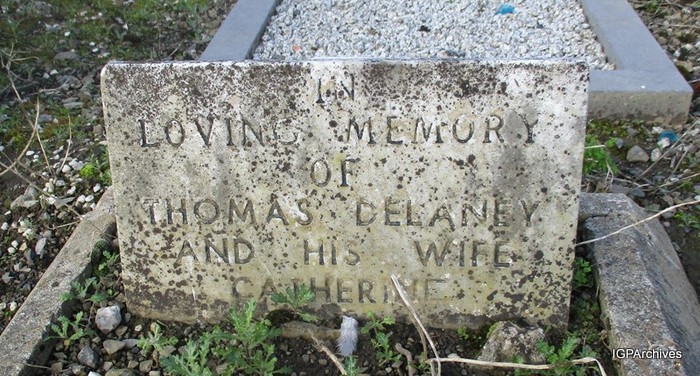 IN
LOVING MEMORY
OF
THOMAS DELANEY
AND HIS WIFE
CATHERINE
IGPArchives